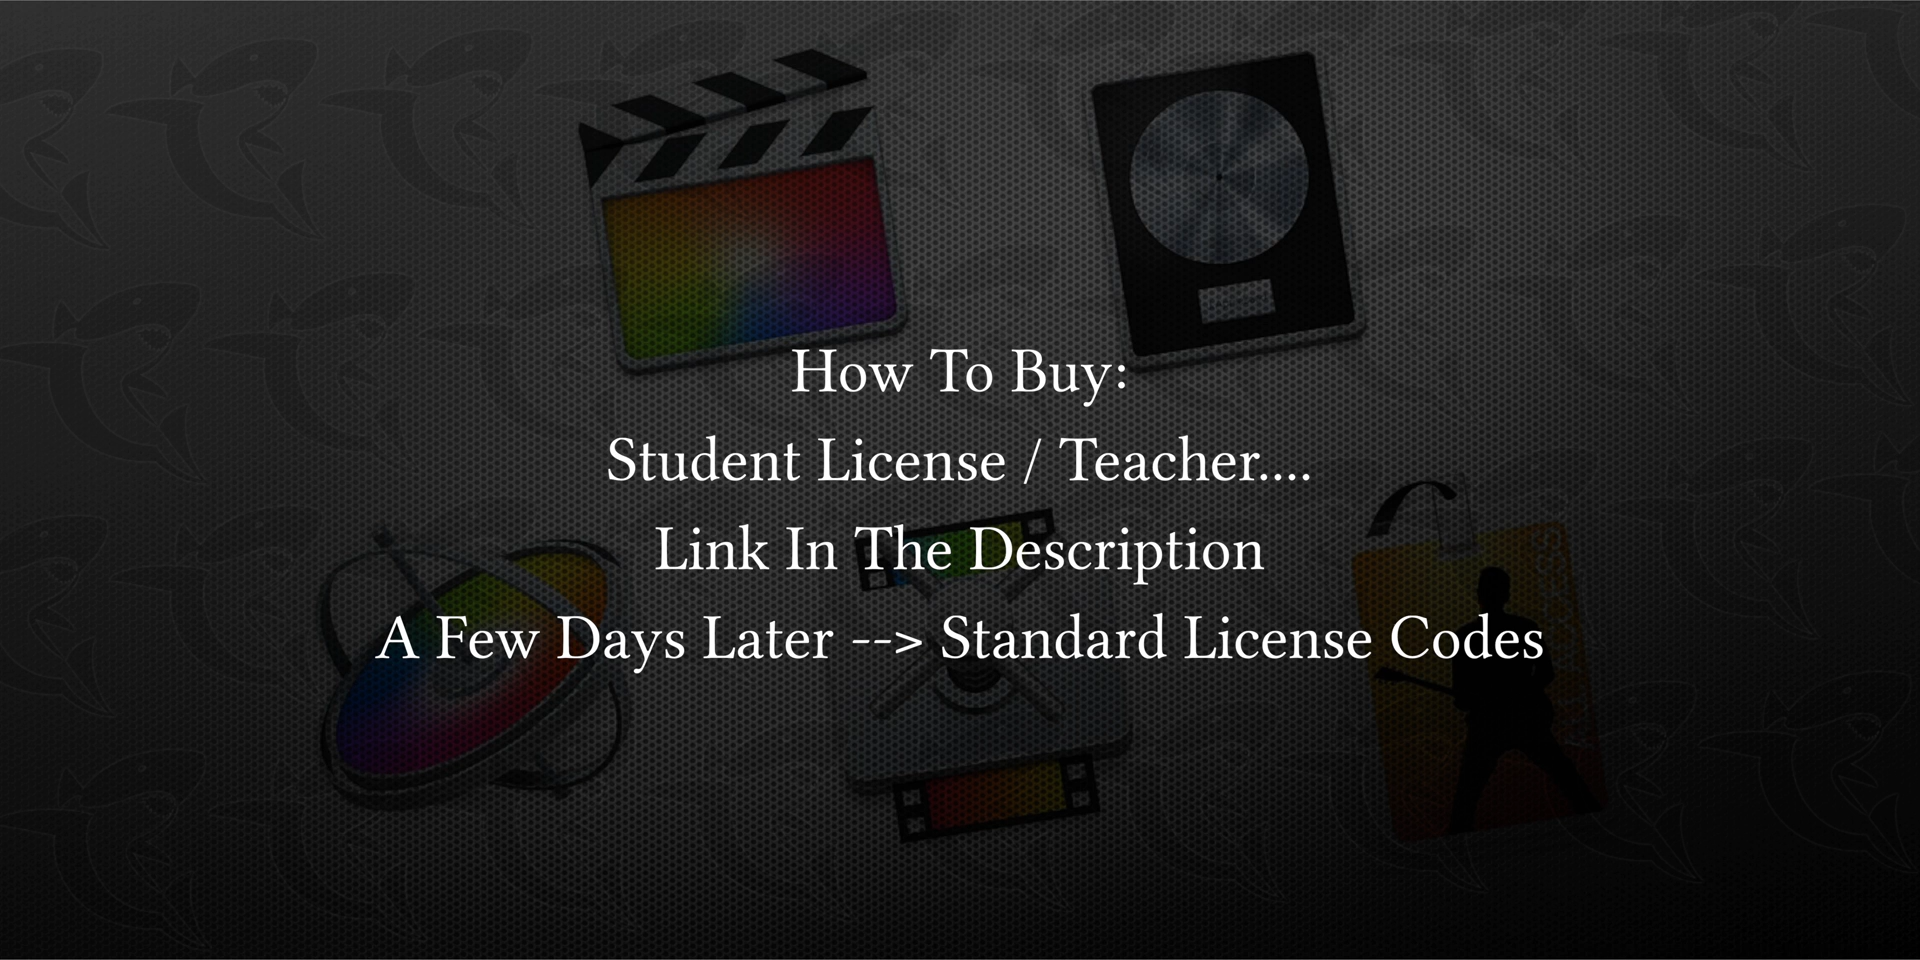 How To Buy:
Student License / Teacher....
Link In The Description
A Few Days Later --> Standard License Codes